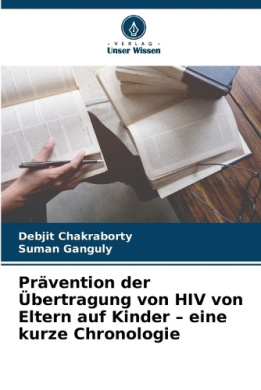 - VERLAG -
Unser Wissen
Debjit Chakraborty
Suman Ganguly
Prävention der
Übertragung von HIV von
Eltern auf Kinder – eine
kurze Chronologie